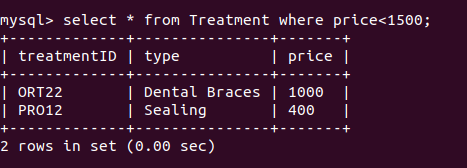 mysql> select * from Treatment where price<1500;
+-------------+---------------+-------+
| treatmentID | type          | price |
+-------------+---------------+-------+
| ORT22       | Dental Braces | 1000  |
| PRO12       | Sealing       | 400   |
+-------------+---------------+-------+
2 rows in set (0.00 sec)